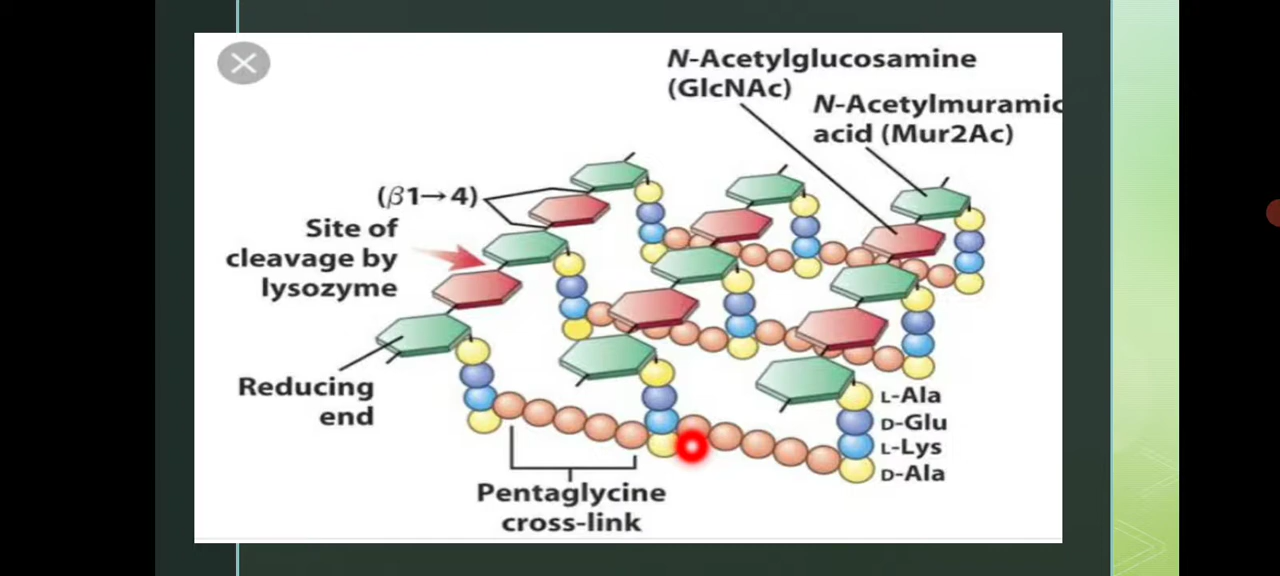 N-Acetylglucosamine
(GlcNAc)
N-Acetylmuramic
acid (Mur2Ac)
(β1→4)
Site of
cleavage by
lysozyme
Reducing
end
L-Ala
D-Glu
L-Lys
D-Ala
Pentaglycine
cross-link